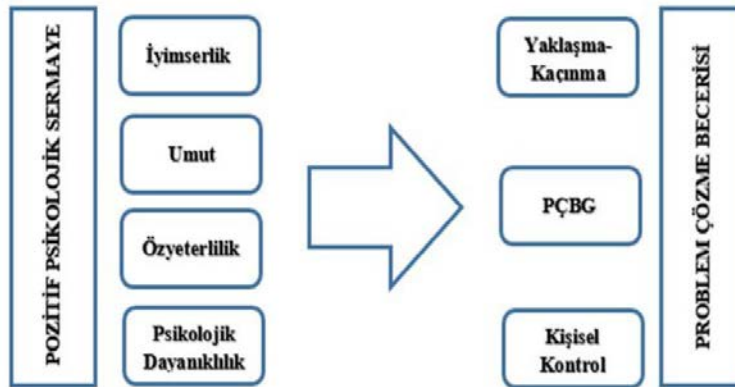 POZİTİF PSİKOLOJİK SERMAYE
İyimserlik
Umut
Özyeterlilik
Psikolojik
Dayanıklılık
Yaklaşma-
Kaçınma
PÇBG
Kişisel
Kontrol
PROBLEM ÇÖZME BECERİSİ